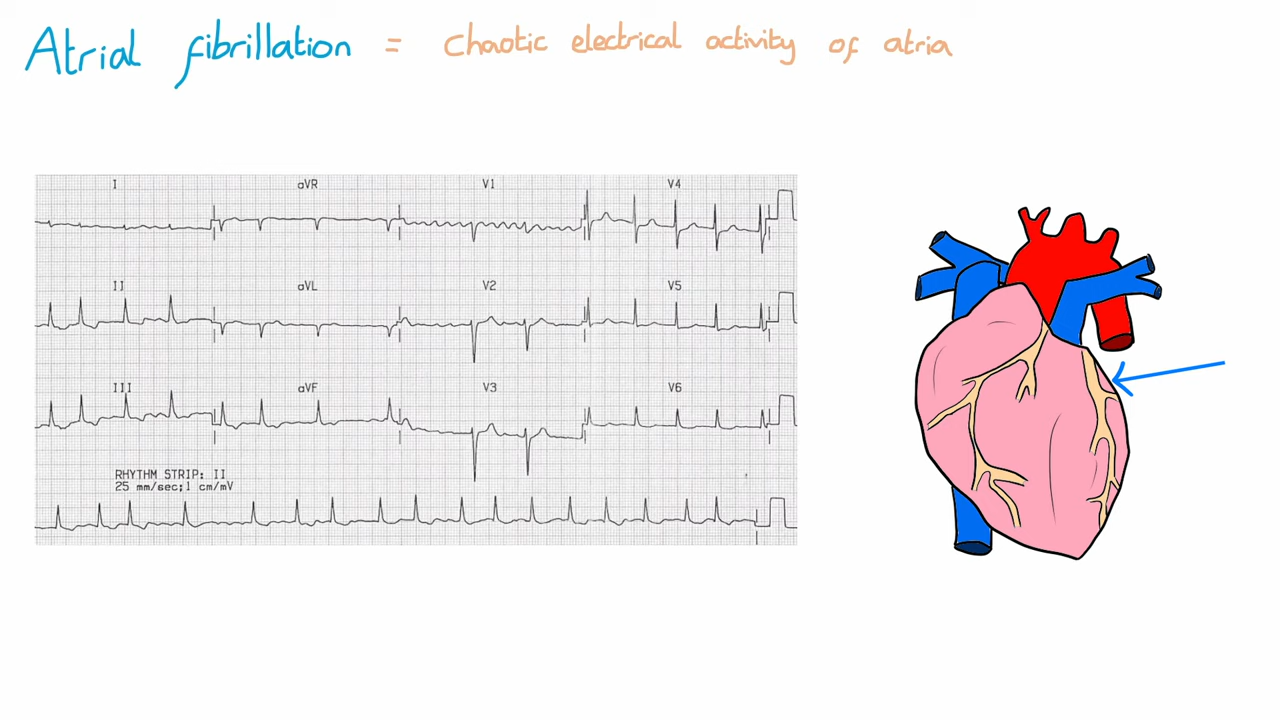 Atrial fibrillation = Chaotic electrical activity of atria
I aVR V1 V4
II aVL V2 V5
III aVF V3 V6
RHYTHM STRIP: II
25 mm/sec;1 cm/mV